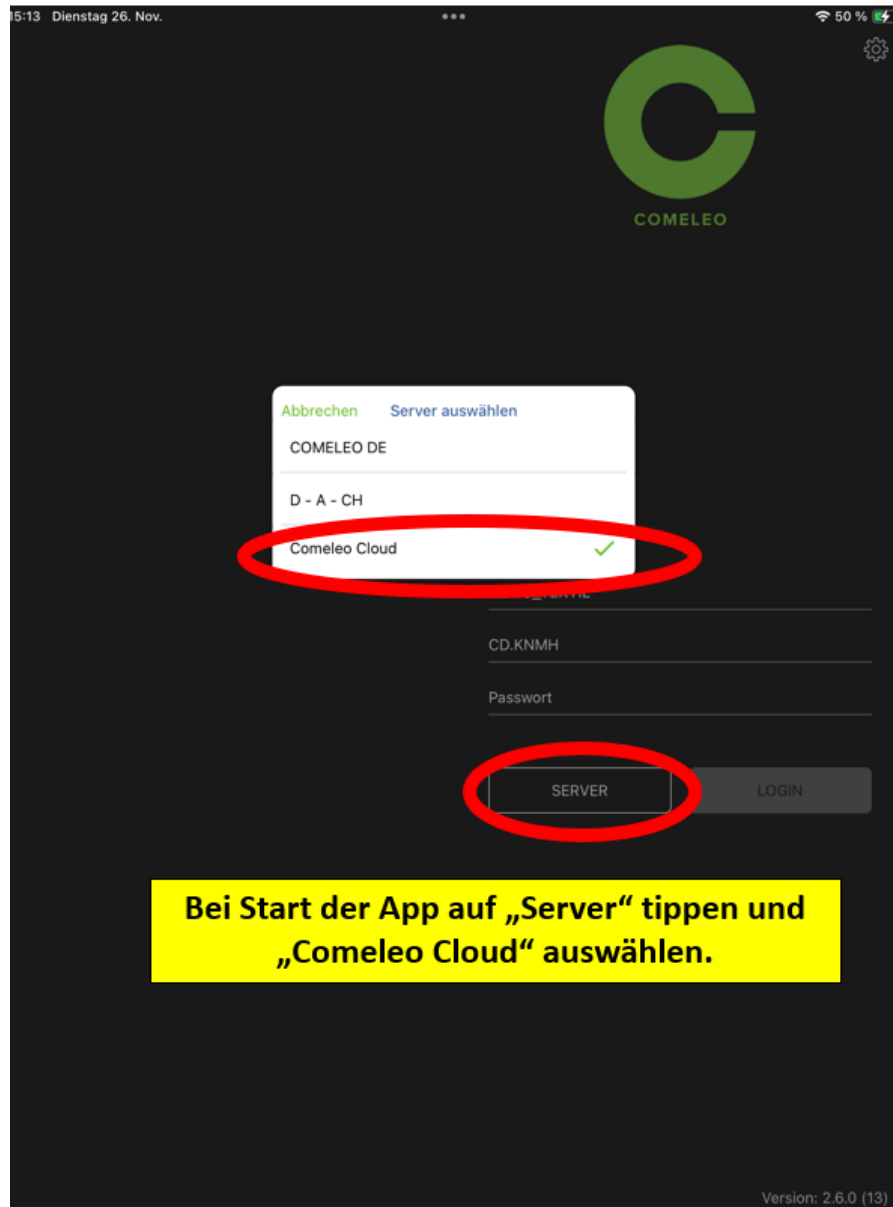 15:13 Dienstag 26. Nov.
50 %
COMELEO
Abbrechen Server auswählen
COMELEO DE
D - A - CH
Comeleo Cloud
CD.KNMH
Passwort
SERVER LOGIN
Bei Start der App auf „Server“ tippen und
„Comeleo Cloud“ auswählen.
Version: 2.6.0 (13)